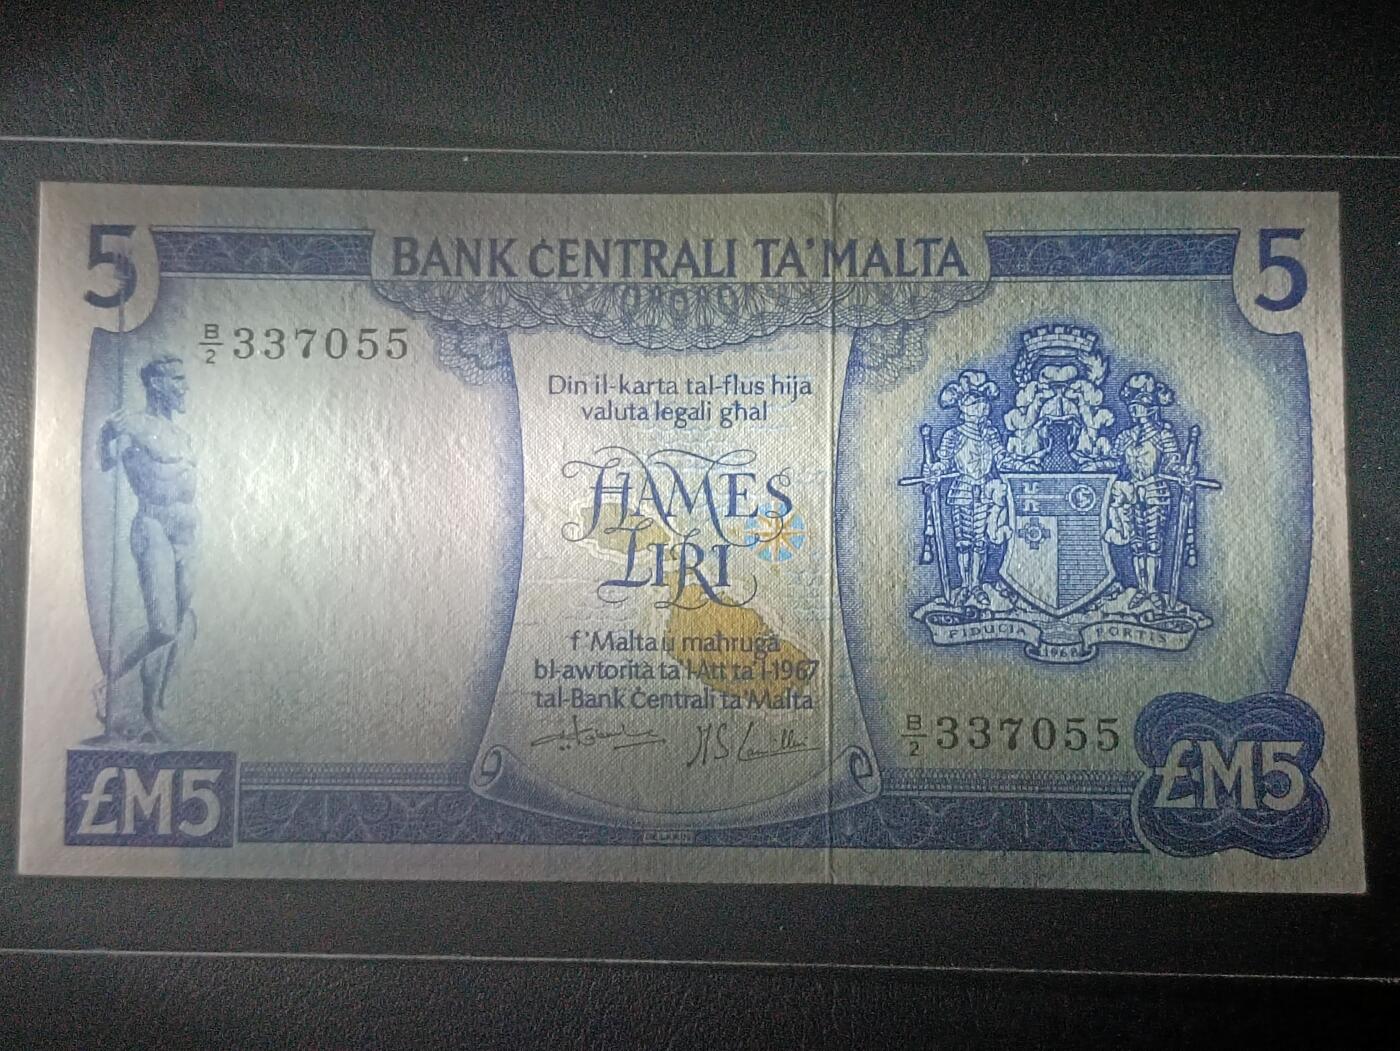 5 BANK ĊENTRALI TA' MALTA 5
B/2 337055
Din il-karta tal-flus hija
valuta legali għal
ĦAMES
LIRI
f'Malta u maħruġa
bl-awtorità ta' l-Att ta' l-1967
tal-Bank Ċentrali ta' Malta
FIDUCIA 1968 FORTIS
B/2 337055
£M5
£M5